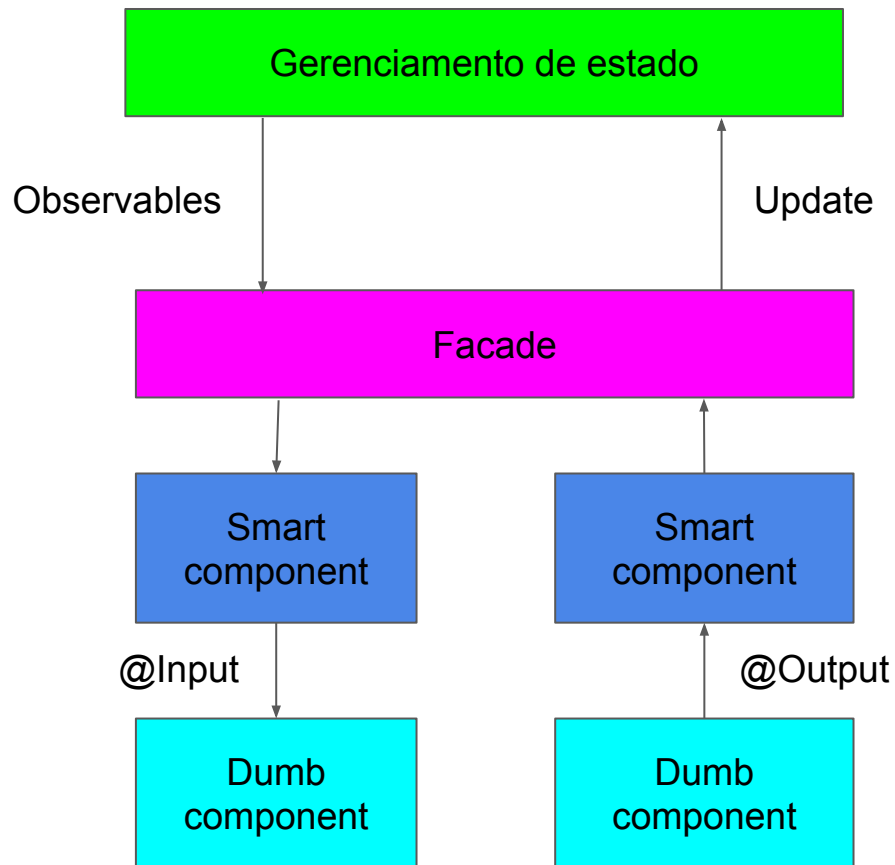 Gerenciamento de estado
Observables
Update
Facade
Smart
component
Smart
component
@Input
@Output
Dumb
component
Dumb
component